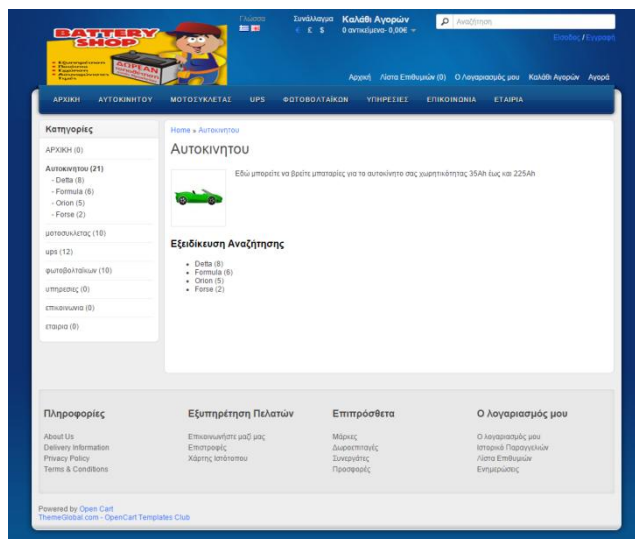 BATTERY
SHOP
Γλώσσα
Συνάλλαγμα
Καλάθι Αγορών
Αναζήτηση
€ £ $
0 αντικείμενα- 0,00€
Είσοδος / Εγγραφή
ΔΩΡΕΑΝ
Αρχική Λίστα Επιθυμιών (0) Ο Λογαριασμός μου Καλάθι Αγορών Αγορά
ΑΡΧΙΚΗ ΑΥΤΟΚΙΝΗΤΟΥ ΜΟΤΟΣΥΚΛΕΤΑΣ UPS ΦΩΤΟΒΟΛΤΑΪΚΩΝ ΥΠΗΡΕΣΙΕΣ ΕΠΙΚΟΙΝΩΝΙΑ ΕΤΑΙΡΙΑ
Κατηγορίες
ΑΡΧΙΚΗ (0)
Αυτοκινητου (21)
- Detta (8)
- Formula (6)
- Orion (5)
- Forse (2)
μοτοσυκλετας (10)
ups (12)
φωτοβολταϊκων (10)
υπηρεσιες (0)
επικοινωνια (0)
εταιρια (0)
Home » Αυτοκινητου
Αυτοκινητου
Εδώ μπορείτε να βρείτε μπαταρίες για το αυτοκίνητο σας χωρητικότητας 35Ah έως και 225Ah
Εξειδίκευση Αναζήτησης
• Detta (8)
• Formula (6)
• Orion (5)
• Forse (2)
Πληροφορίες
About Us
Delivery Information
Privacy Policy
Terms & Conditions
Εξυπηρέτηση Πελατών
Επικοινωνήστε μαζί μας
Επιστροφές
Χάρτης Ιστότοπου
Επιπρόσθετα
Μάρκες
Δωροεπιταγές
Συνεργάτες
Προσφορές
Ο λογαριασμός μου
Ο λογαριασμός μου
Ιστορικό Παραγγελιών
Λίστα Επιθυμιών
Ενημερώσεις
Powered by Open Cart
ThemeGlobal.com - OpenCart Templates Club